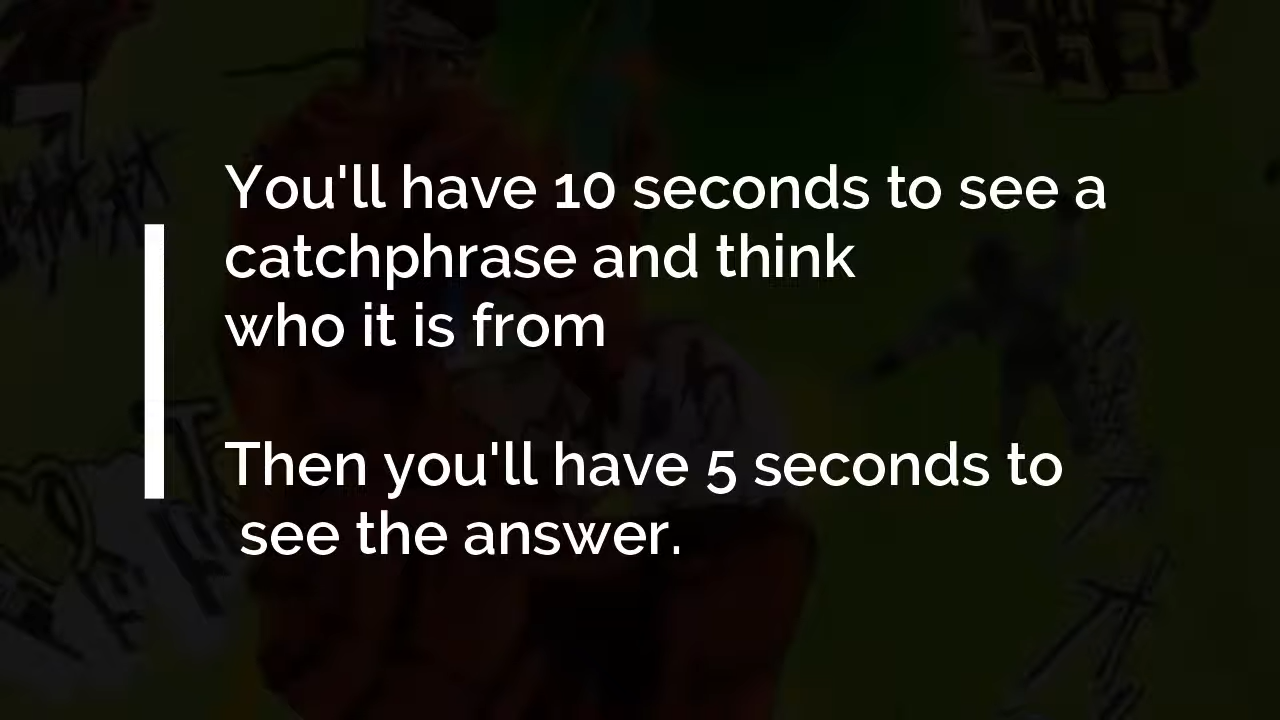 You'll have 10 seconds to see a
catchphrase and think
who it is from
Then you'll have 5 seconds to
see the answer.